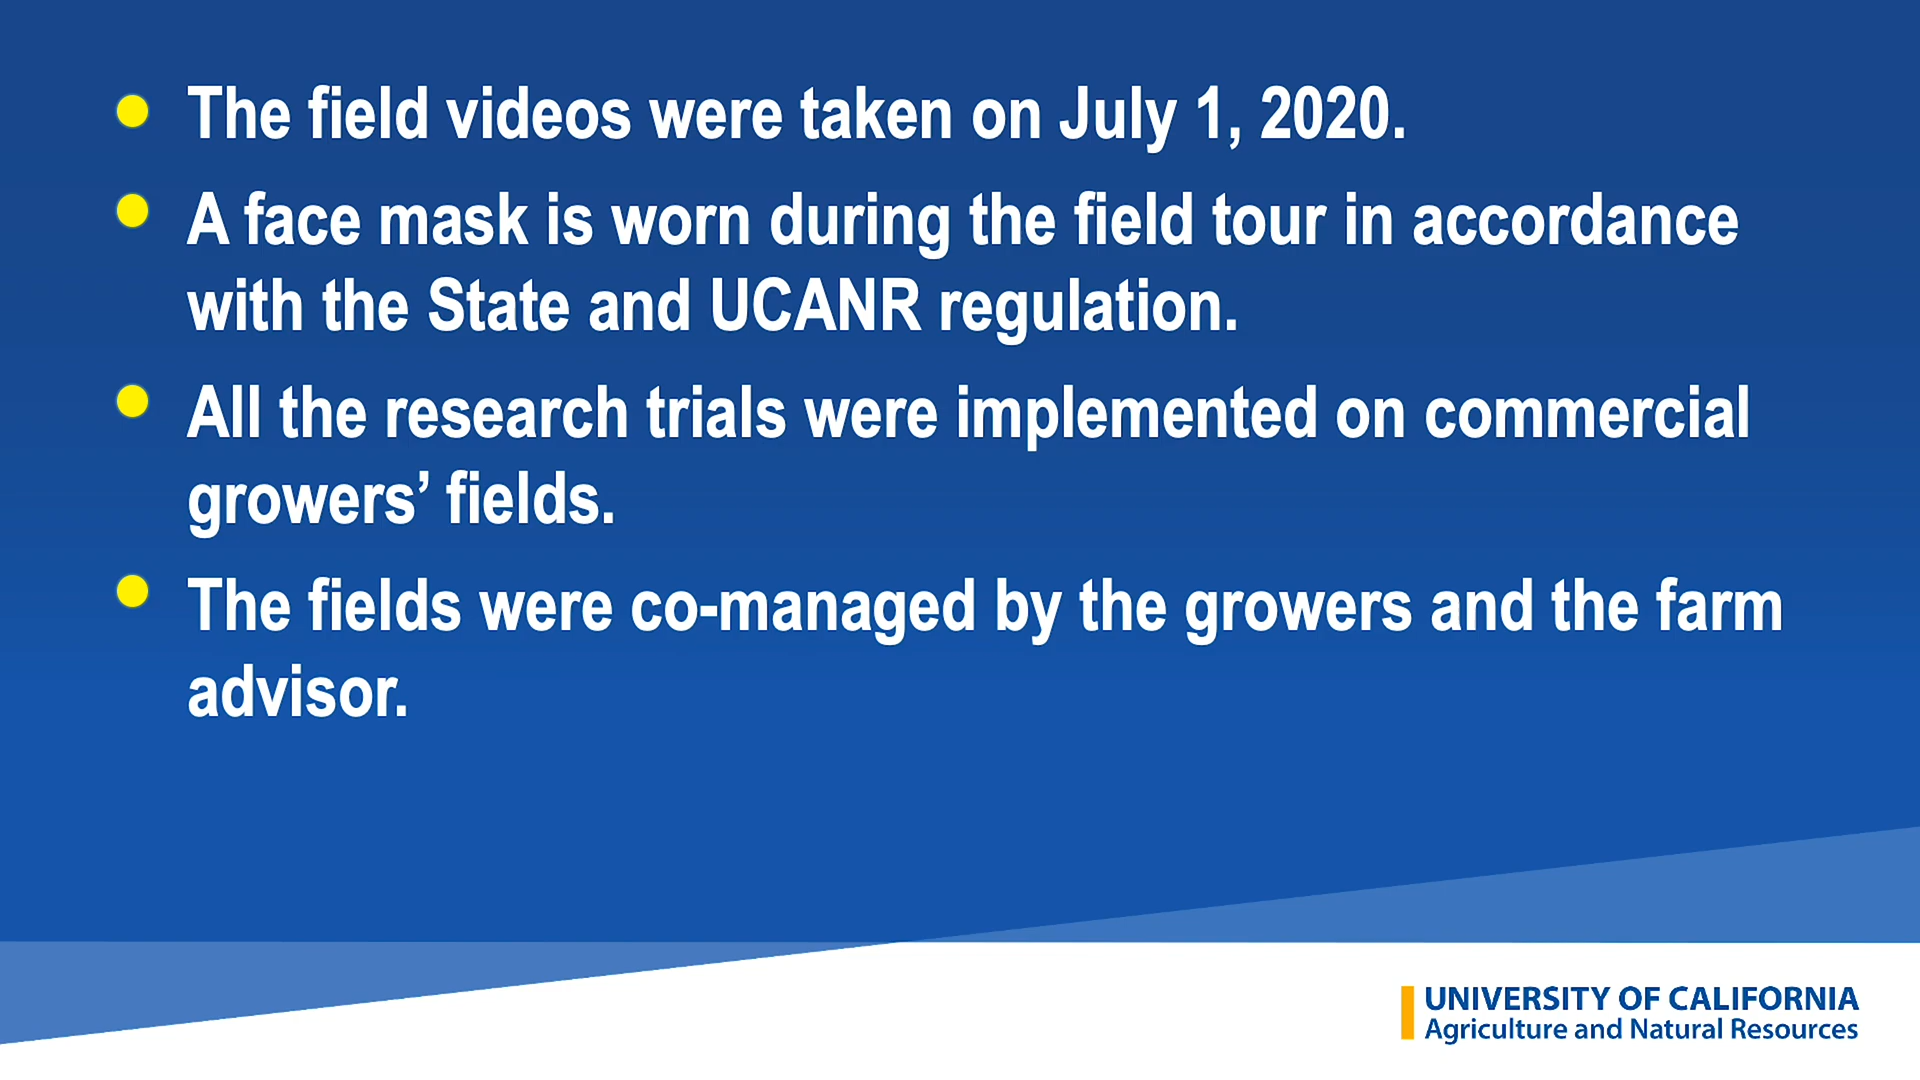 The field videos were taken on July 1, 2020.
A face mask is worn during the field tour in accordance
with the State and UCANR regulation.
All the research trials were implemented on commercial
growers’ fields.
The fields were co-managed by the growers and the farm
advisor.
UNIVERSITY OF CALIFORNIA
Agriculture and Natural Resources